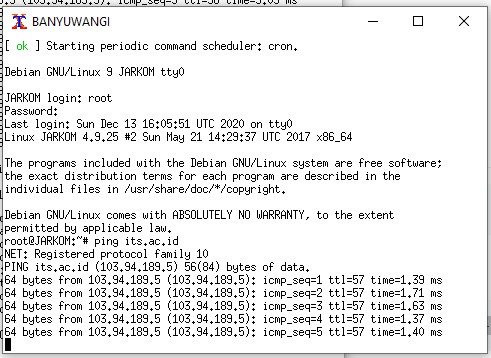 5 (103.94.189.5): icmp_seq=5 ttl=58 time=5.05 ms
BANYUWANGI
[ ok ] Starting periodic command scheduler: cron.
Debian GNU/Linux 9 JARKOM tty0
JARKOM login: root
Password:
Last login: Sun Dec 13 16:05:51 UTC 2020 on tty0
Linux JARKOM 4.9.25 #2 Sun May 21 14:29:37 UTC 2017 x86_64
The programs included with the Debian GNU/Linux system are free software;
the exact distribution terms for each program are described in the
individual files in /usr/share/doc/*/copyright.
Debian GNU/Linux comes with ABSOLUTELY NO WARRANTY, to the extent
permitted by applicable law.
root@JARKOM:~# ping its.ac.id
NET: Registered protocol family 10
PING its.ac.id (103.94.189.5) 56(84) bytes of data.
64 bytes from 103.94.189.5 (103.94.189.5): icmp_seq=1 ttl=57 time=1.39 ms
64 bytes from 103.94.189.5 (103.94.189.5): icmp_seq=2 ttl=57 time=1.71 ms
64 bytes from 103.94.189.5 (103.94.189.5): icmp_seq=3 ttl=57 time=1.63 ms
64 bytes from 103.94.189.5 (103.94.189.5): icmp_seq=4 ttl=57 time=1.37 ms
64 bytes from 103.94.189.5 (103.94.189.5): icmp_seq=5 ttl=57 time=1.40 ms